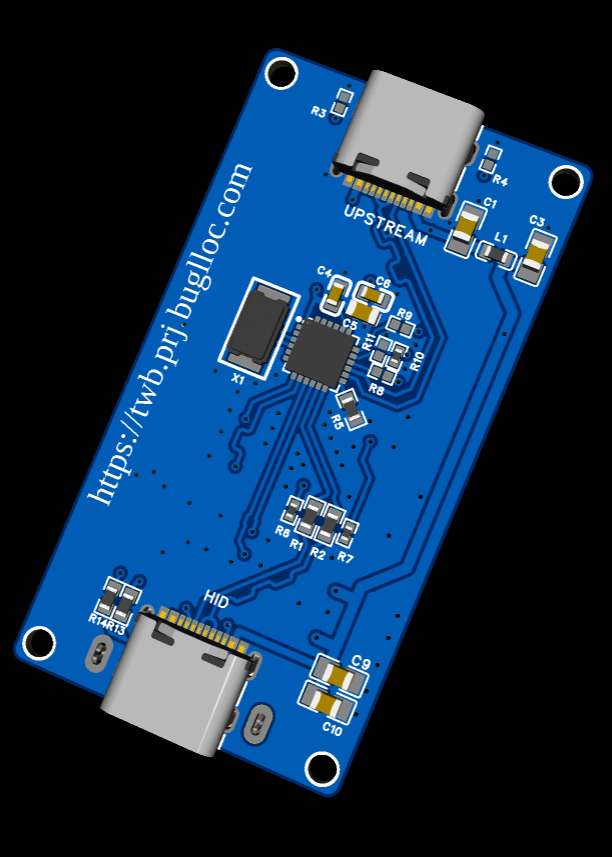 R3
R4
C1
UPSTREAM
C3
L1
C4
C6
C5
R9
R11
R10
R8
X1
R5
https://twb.prj.buglloc.com
R6
R1
R2
R7
HID
R14R13
C9
C10